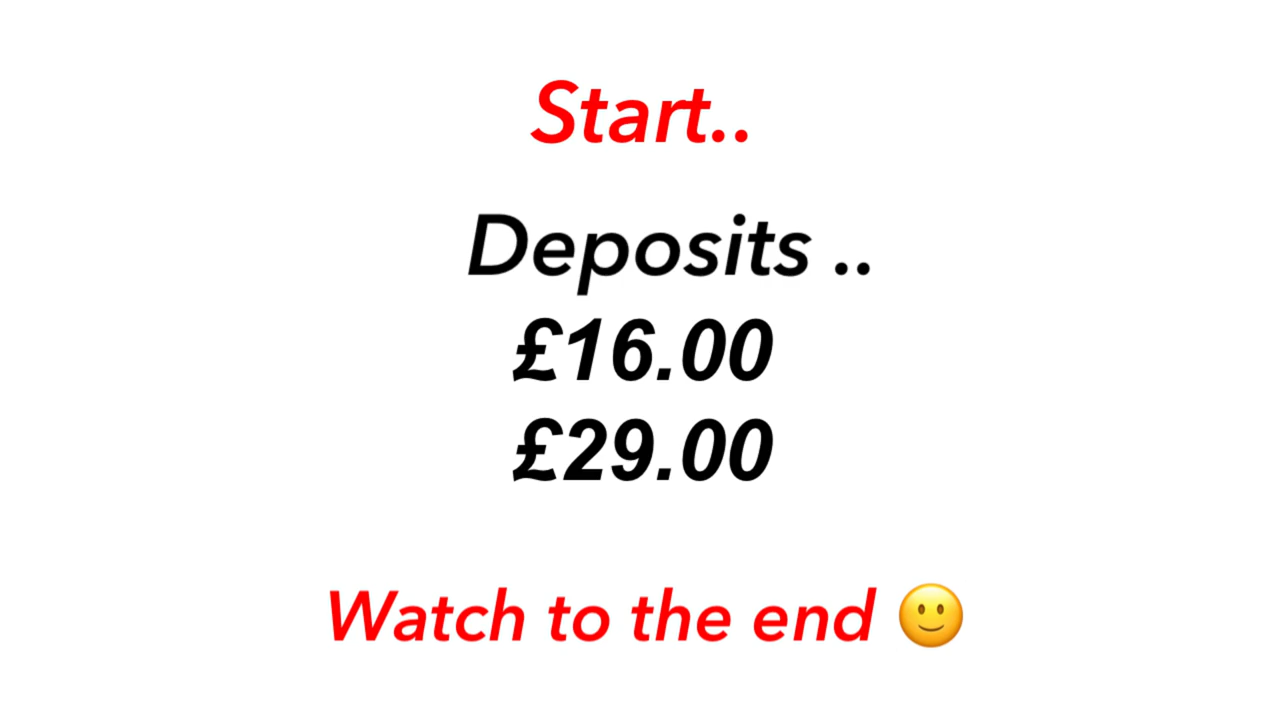 Start..
Deposits ..
£16.00
£29.00
Watch to the end 🙂